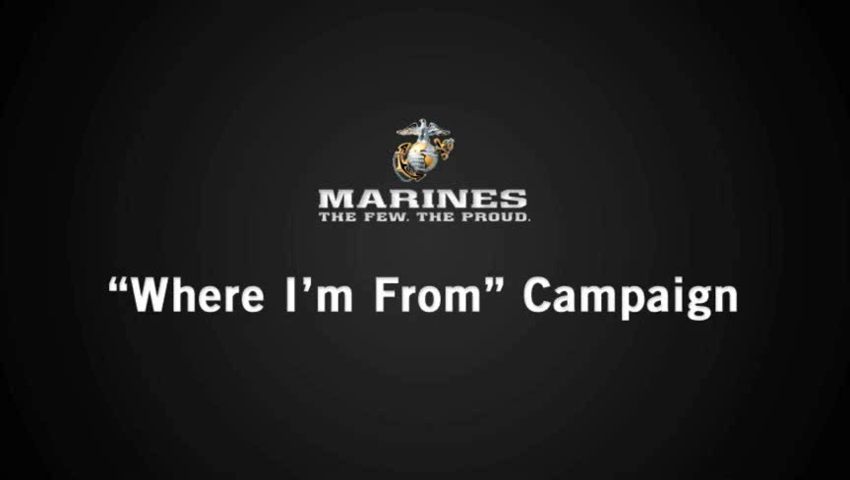 MARINES
THE FEW. THE PROUD.
“Where I’m From” Campaign